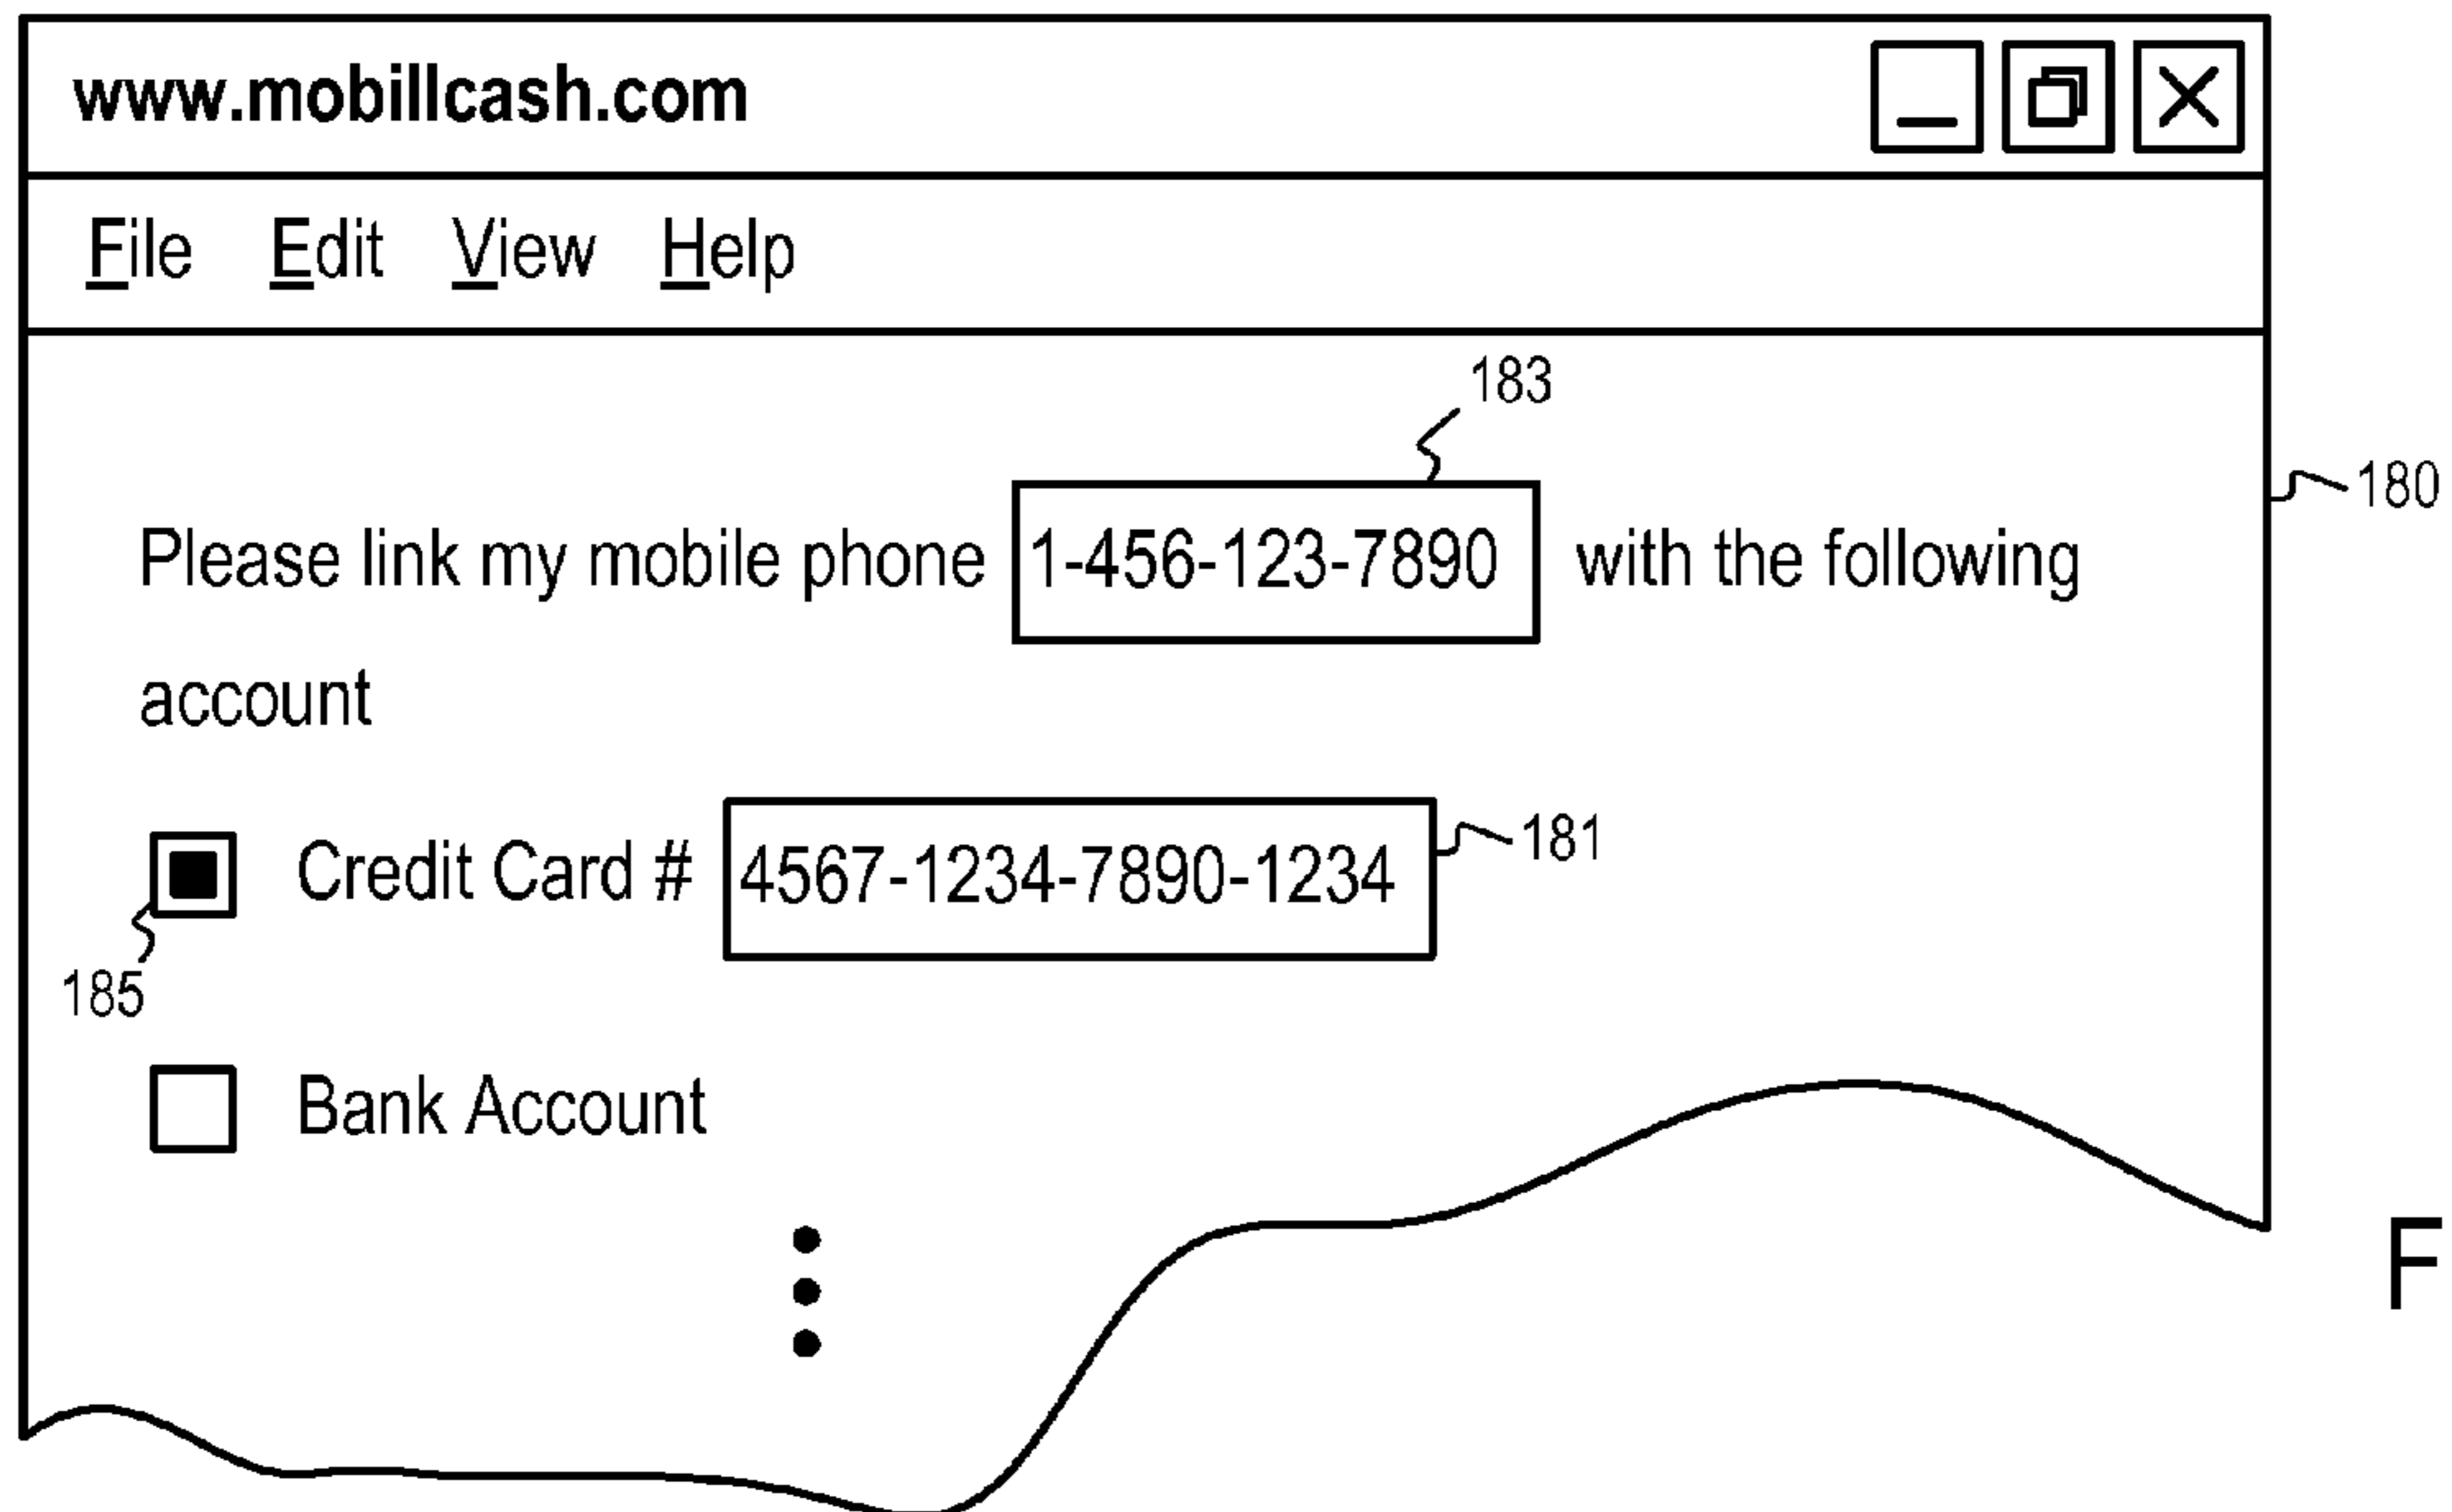 www.mobillcash.com
File Edit View Help
183
180
Please link my mobile phone 1-456-123-7890 with the following
account
Credit Card # 4567-1234-7890-1234 181
185
Bank Account
F